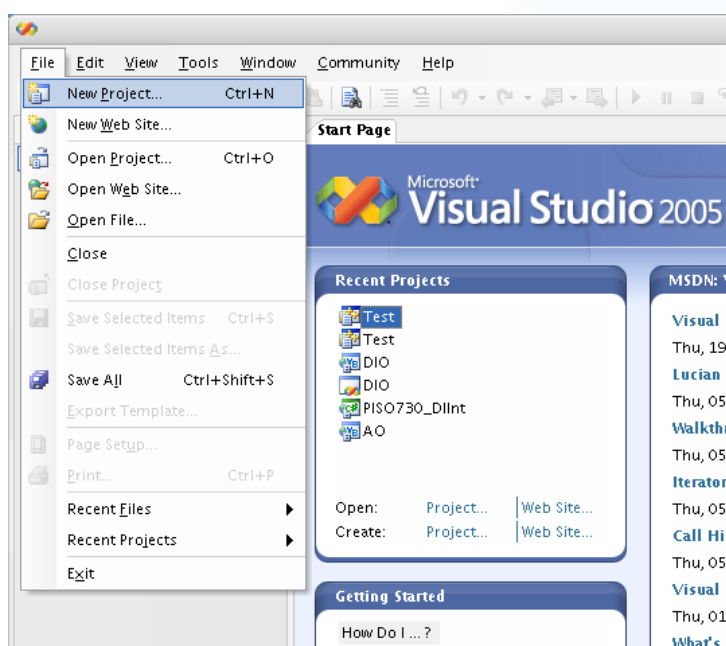 File Edit View Tools Window Community Help
New Project... Ctrl+N
New Web Site...
Open Project... Ctrl+O
Open Web Site...
Open File...
Close
Close Project
Save Selected Items Ctrl+S
Save Selected Items As...
Save All Ctrl+Shift+S
Export Template...
Page Setup...
Print... Ctrl+P
Recent Files
Recent Projects
Exit
Start Page
Microsoft
Visual Studio 2005
Recent Projects
Test
Test
DIO
DIO
PISO730_DIInt
AO
Open: Project... Web Site...
Create: Project... Web Site...
Getting Started
How Do I ...?
MSDN:
Visual
Thu, 19
Lucian
Thu, 05
Thu, 05
Thu, 05
Call Hi
Thu, 05
Visual
Thu, 01
What's